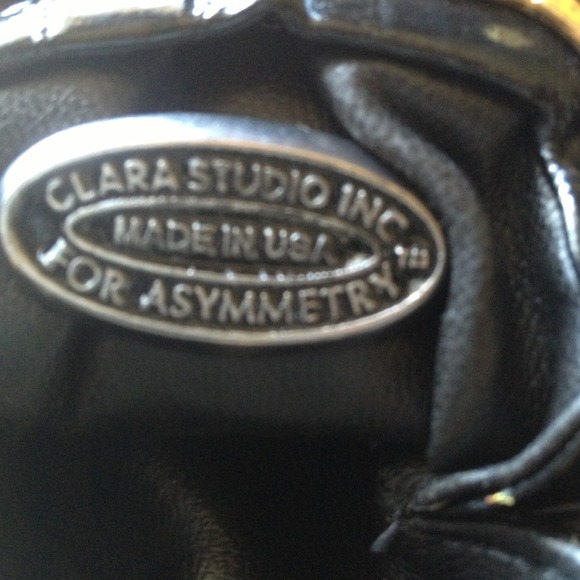 CLARA STUDIO INC.
MADE IN USA
FOR ASYMMETRY